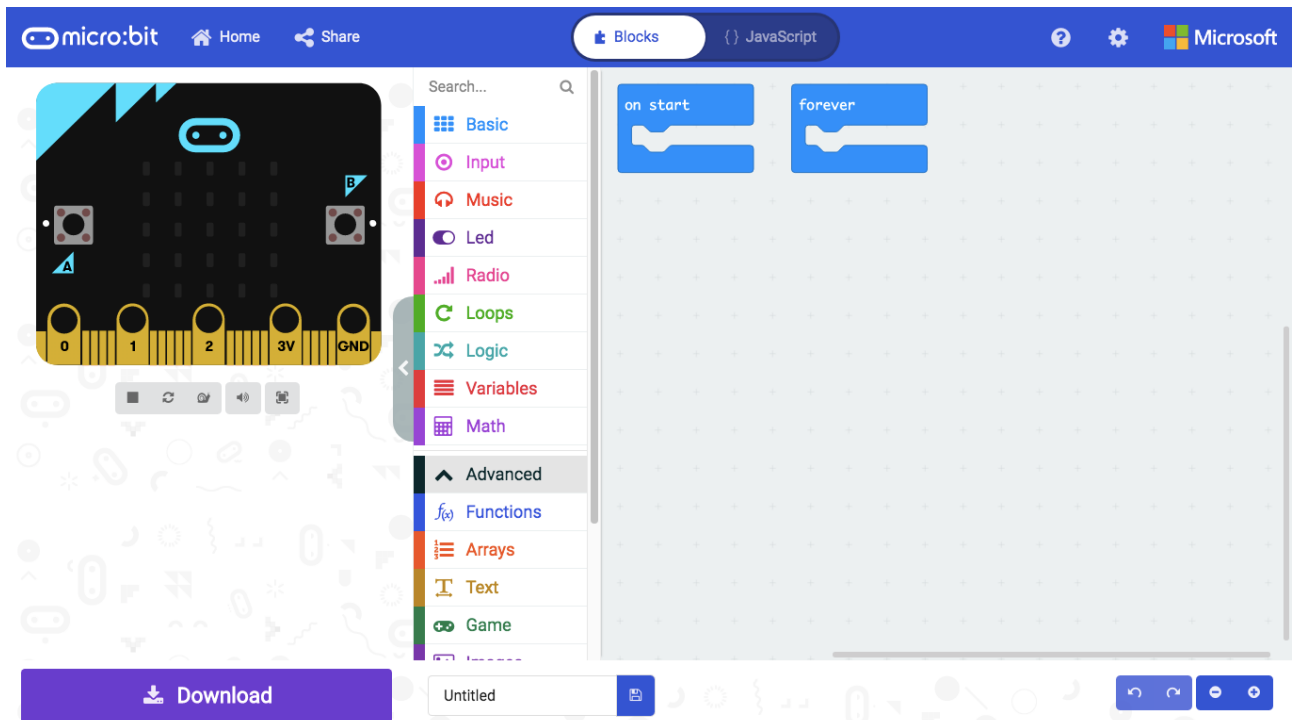 micro:bit
Home
Share
Blocks
{} JavaScript
Microsoft
B
A
0
1
2
3V
GND
Search...
Basic
Input
Music
Led
Radio
Loops
Logic
Variables
Math
Advanced
f(x) Functions
Arrays
Text
Game
on start
forever
Download
Untitled